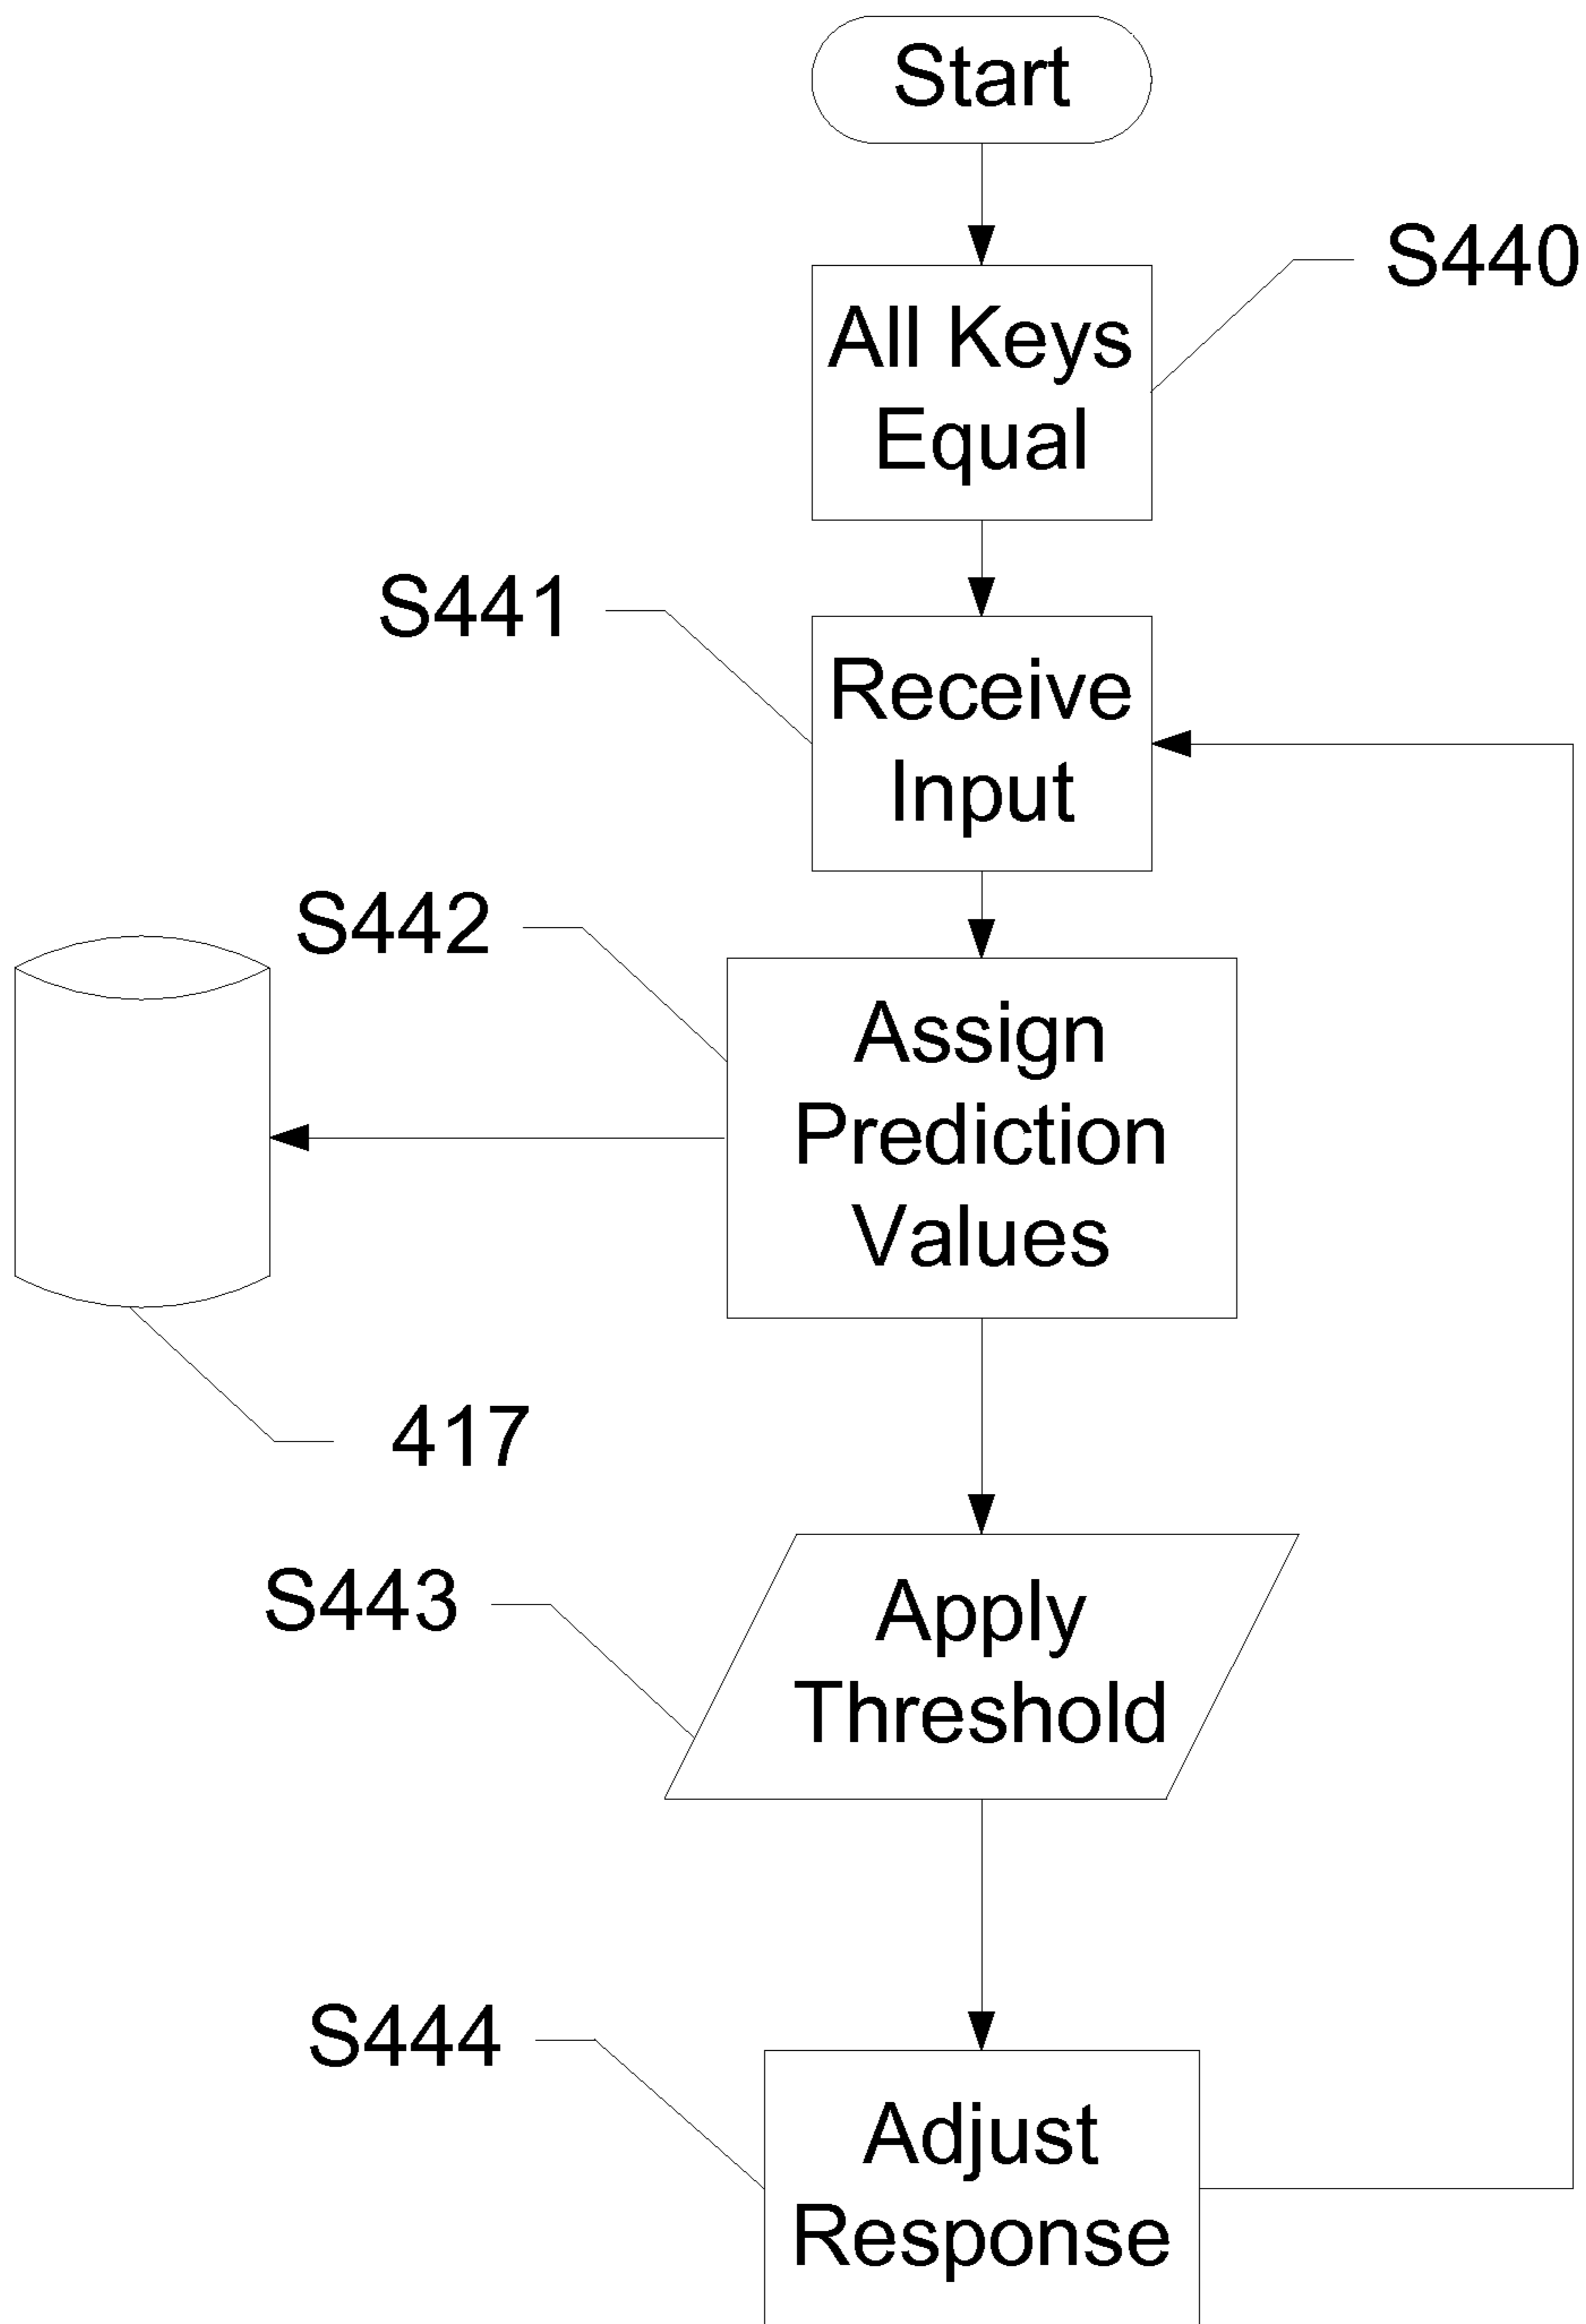 Start
S440
All Keys
Equal
S441
Receive
Input
S442
Assign
Prediction
Values
417
S443
Apply
Threshold
S444
Adjust
Response